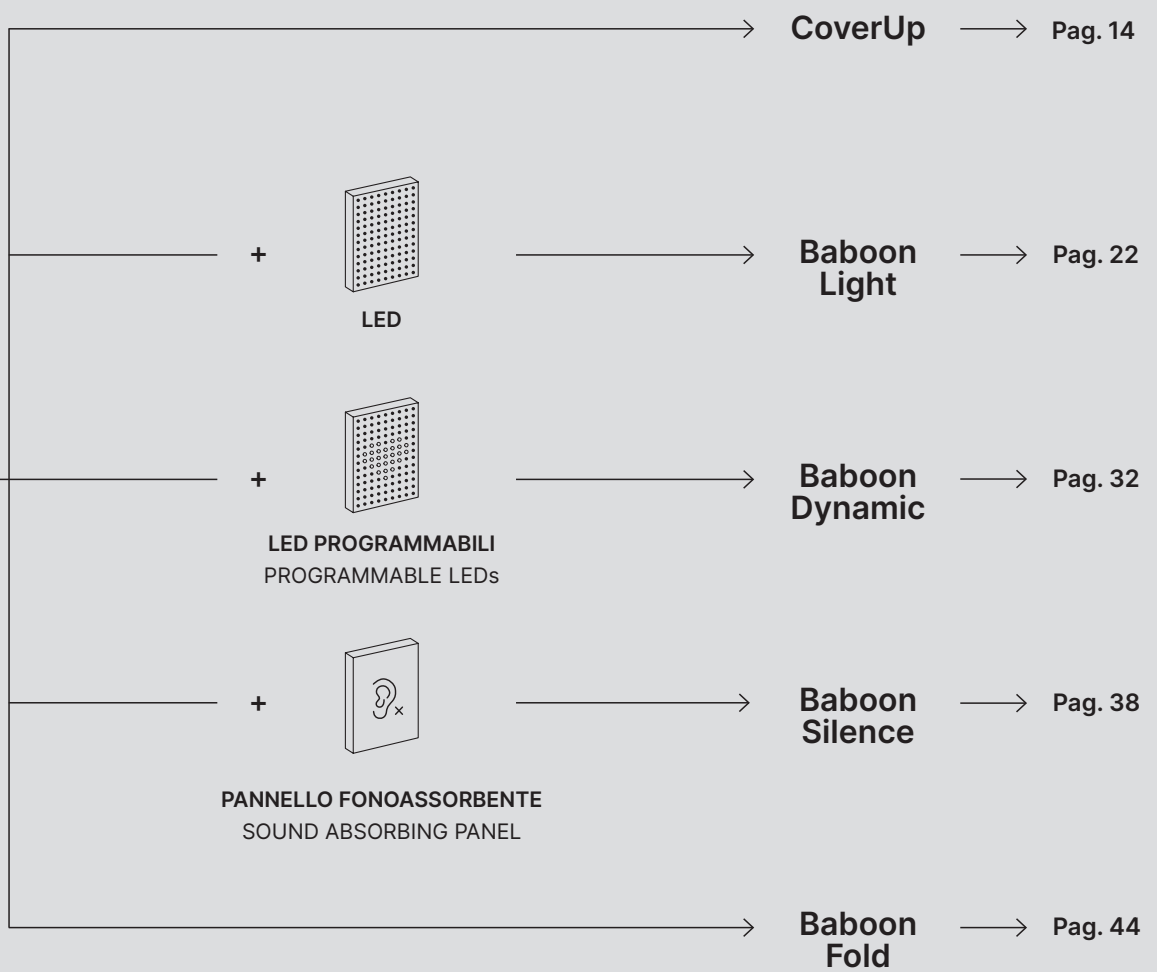 CoverUp
Pag. 14
+
LED
Baboon
Light
Pag. 22
+
LED PROGRAMMABILI
PROGRAMMABLE LEDs
Baboon
Dynamic
Pag. 32
+
PANNELLO FONOASSORBENTE
SOUND ABSORBING PANEL
Baboon
Silence
Pag. 38
Baboon
Fold
Pag. 44